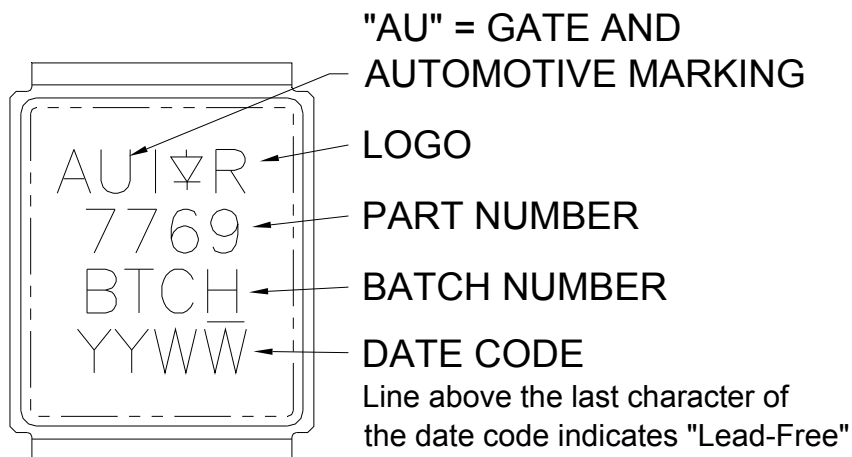 "AU" = GATE AND
AUTOMOTIVE MARKING
AUI R
LOGO
7769
PART NUMBER
BTCH
BATCH NUMBER
YYWW
DATE CODE
Line above the last character of
the date code indicates "Lead-Free"